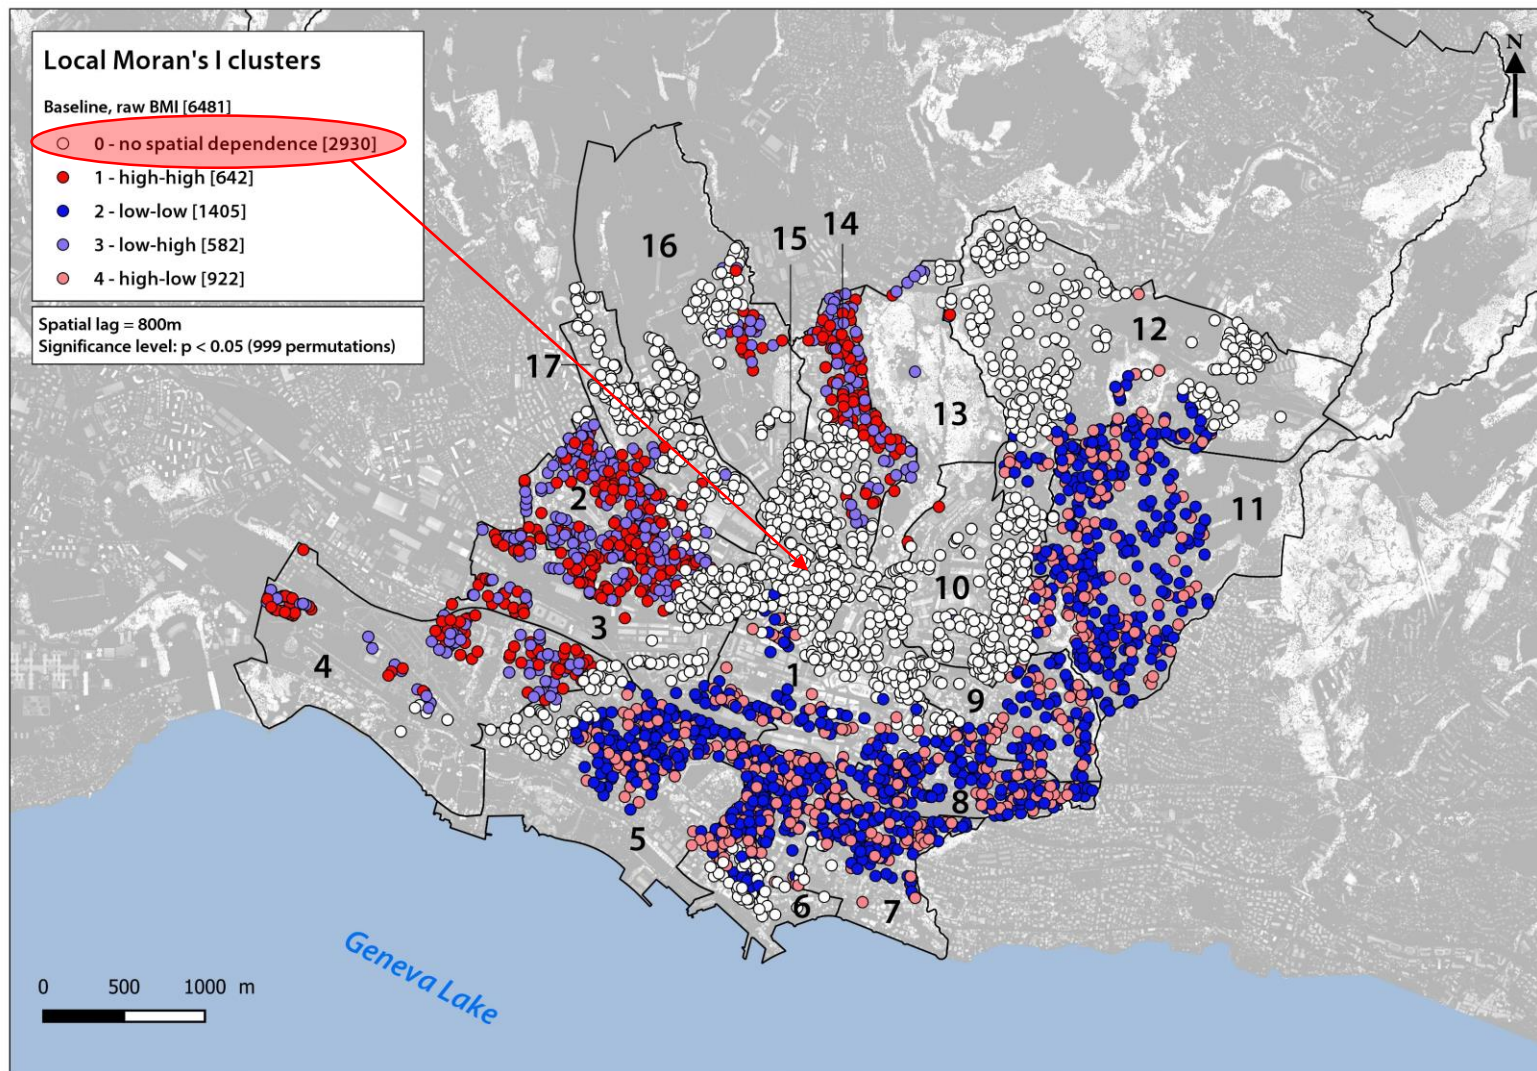 Local Moran's I clusters
Baseline, raw BMI [6481]
0 - no spatial dependence [2930]
1 - high-high [642]
2 - low-low [1405]
3 - low-high [582]
4 - high-low [922]
Spatial lag = 800m
Significance level: p < 0.05 (999 permutations)
N
16
15
14
12
17
13
2
11
10
3
4
1
9
8
5
6
7
Geneva Lake
0 500 1000 m